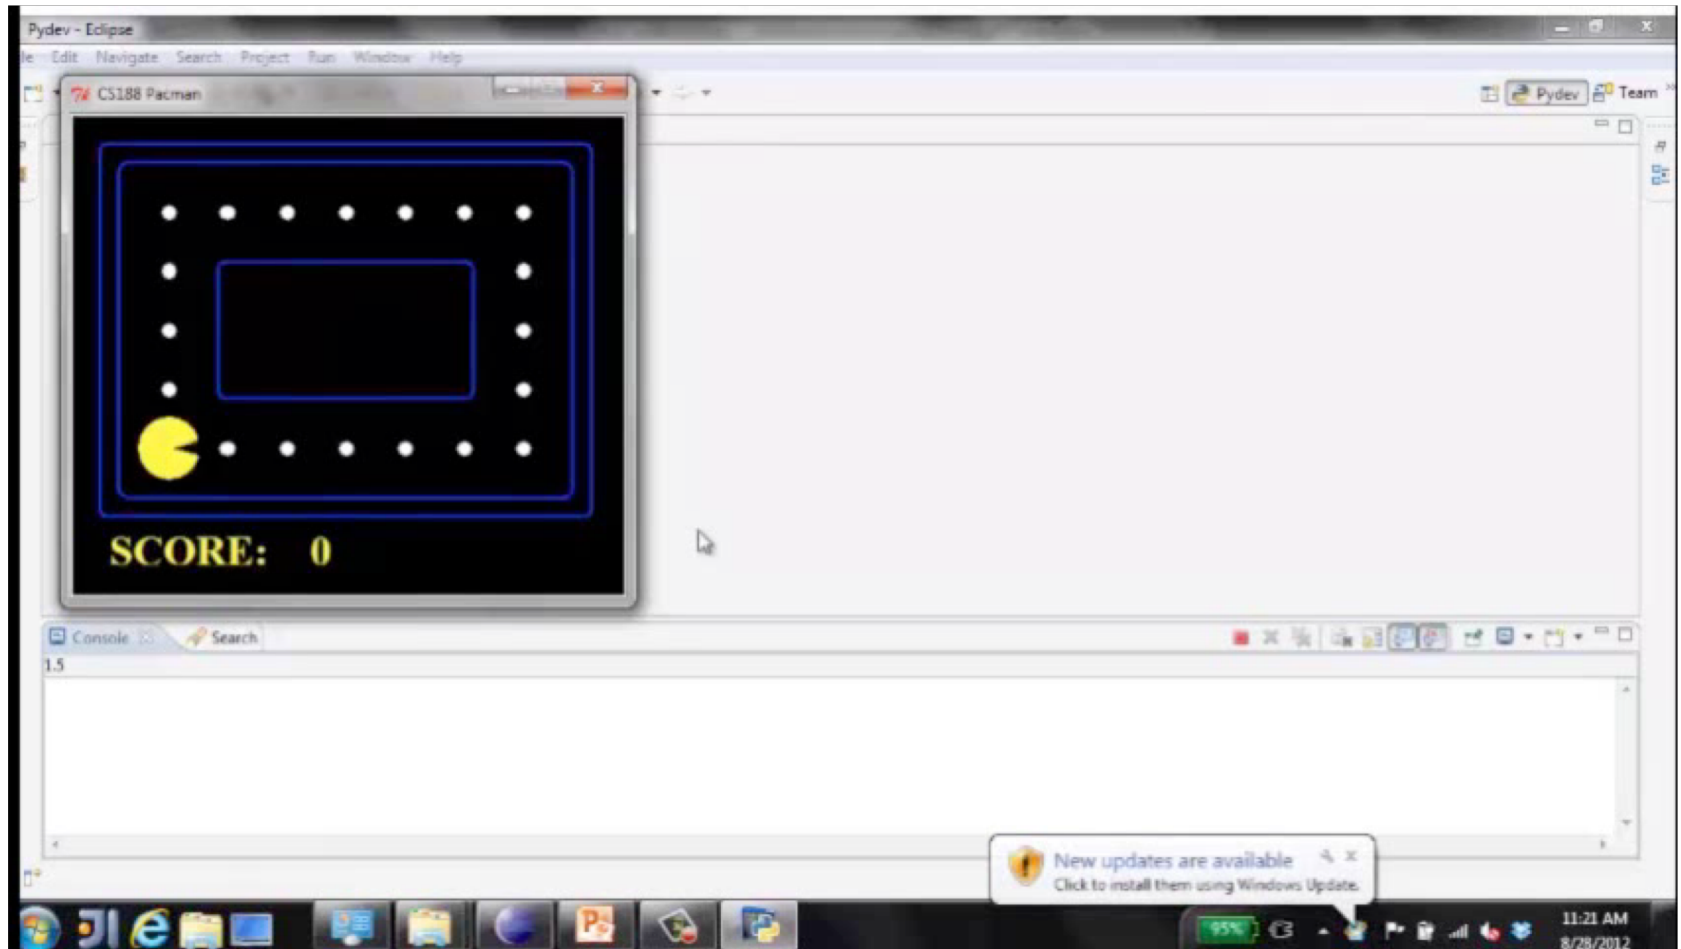 Pydev - Eclipse
Edit Navigate Search Project Run Window Help
CS188 Pacman
Pydev Team
SCORE: 0
Console Search
1.5
New updates are available
Click to install them using Windows Update.
95%
11:21 AM
8/28/2012